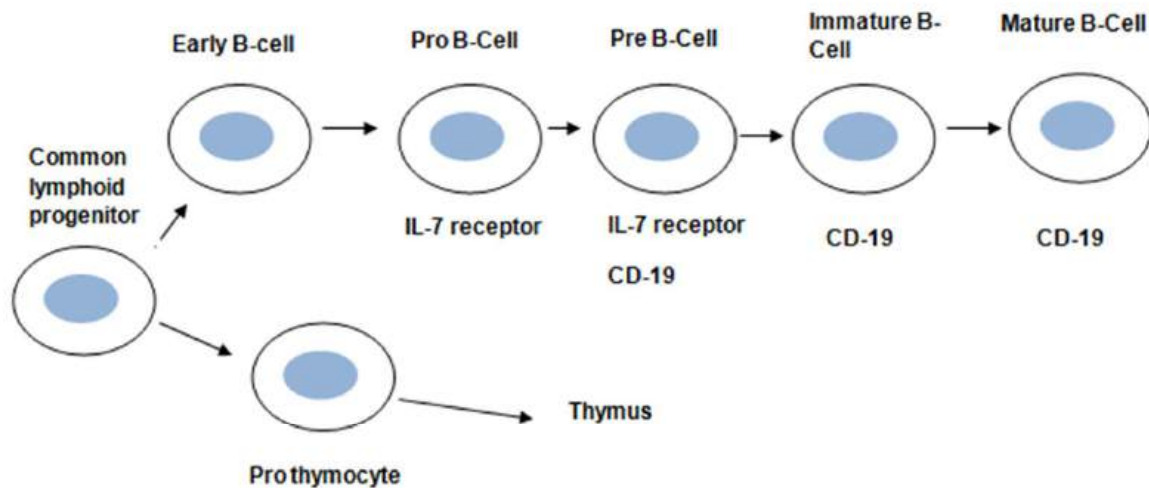 Early B-cell
Pro B-Cell
Pre B-Cell
Immature B-
Cell
Mature B-Cell
Common
lymphoid
progenitor
IL-7 receptor
IL-7 receptor
CD-19
CD-19
CD-19
Thymus
Pro thymocyte